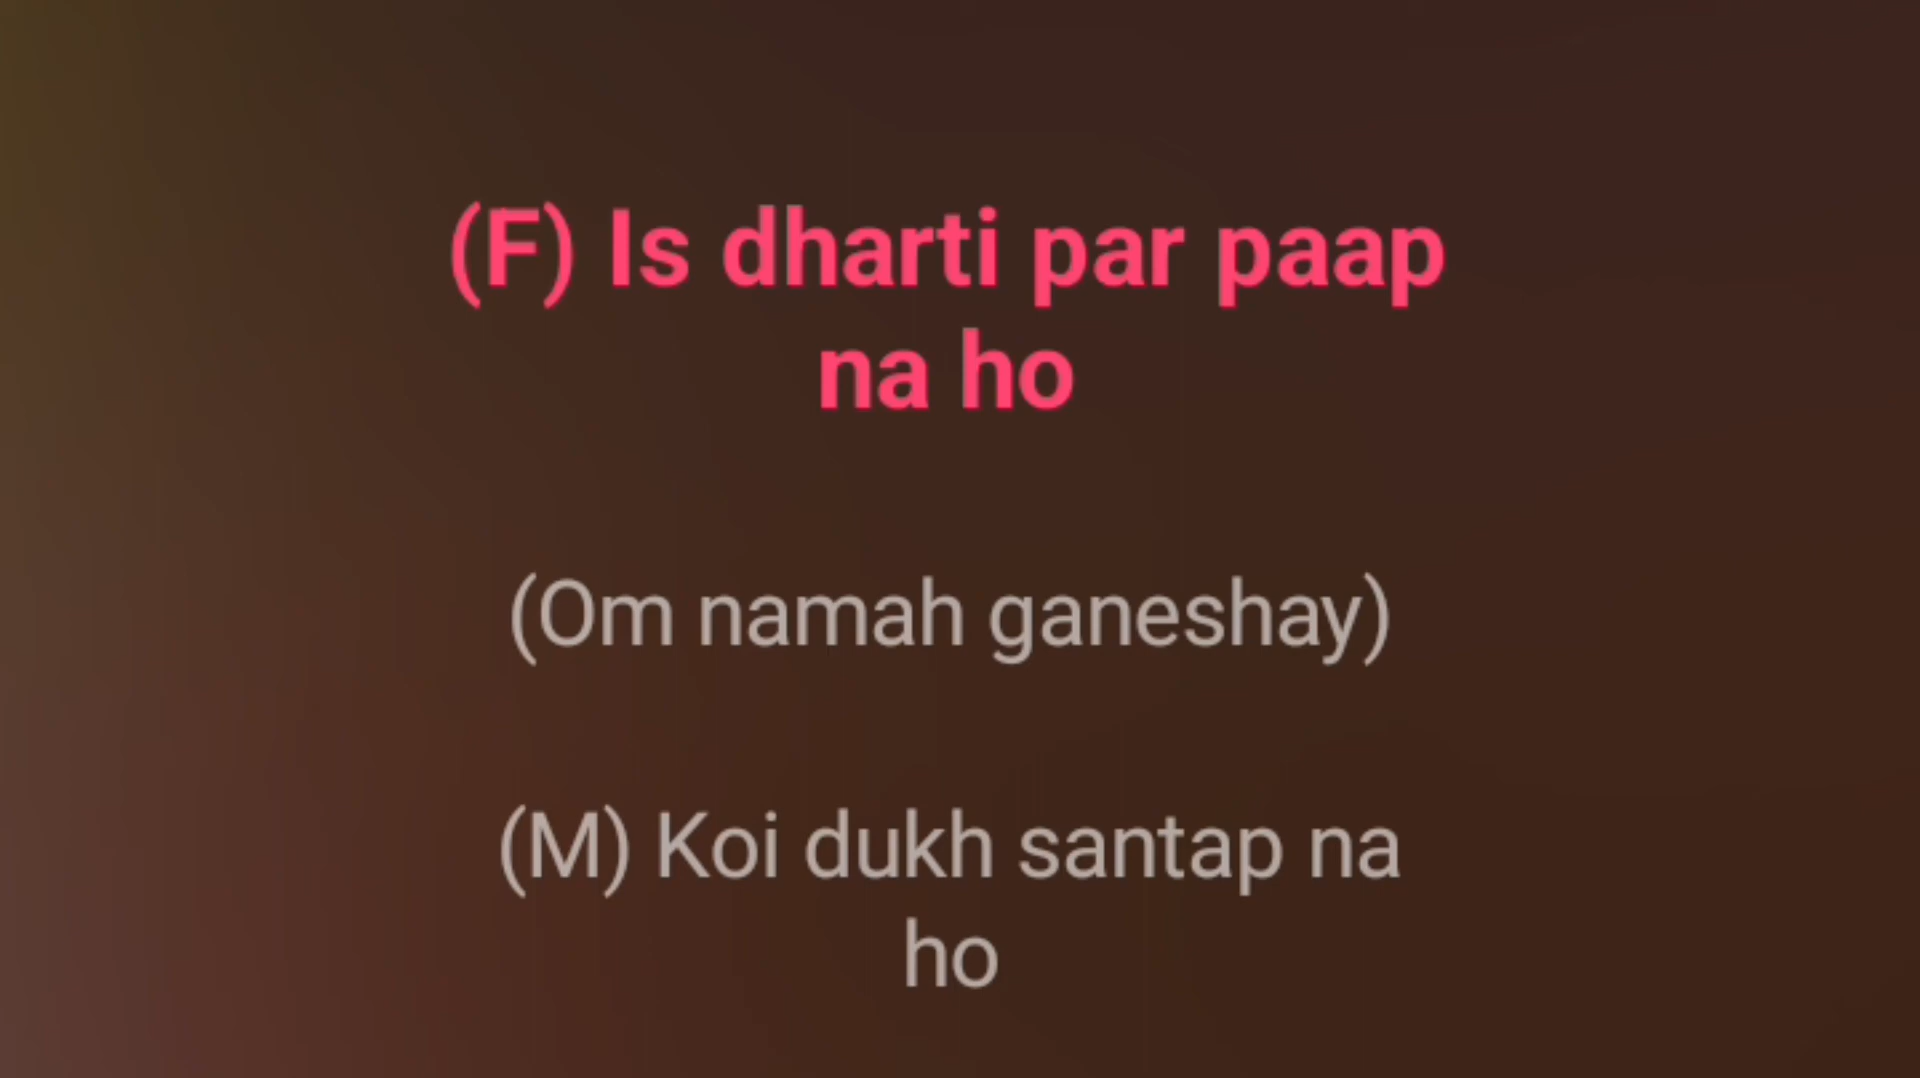 (F) Is dharti par paap
na ho
(Om namah ganeshay)
(M) Koi dukh santap na
ho